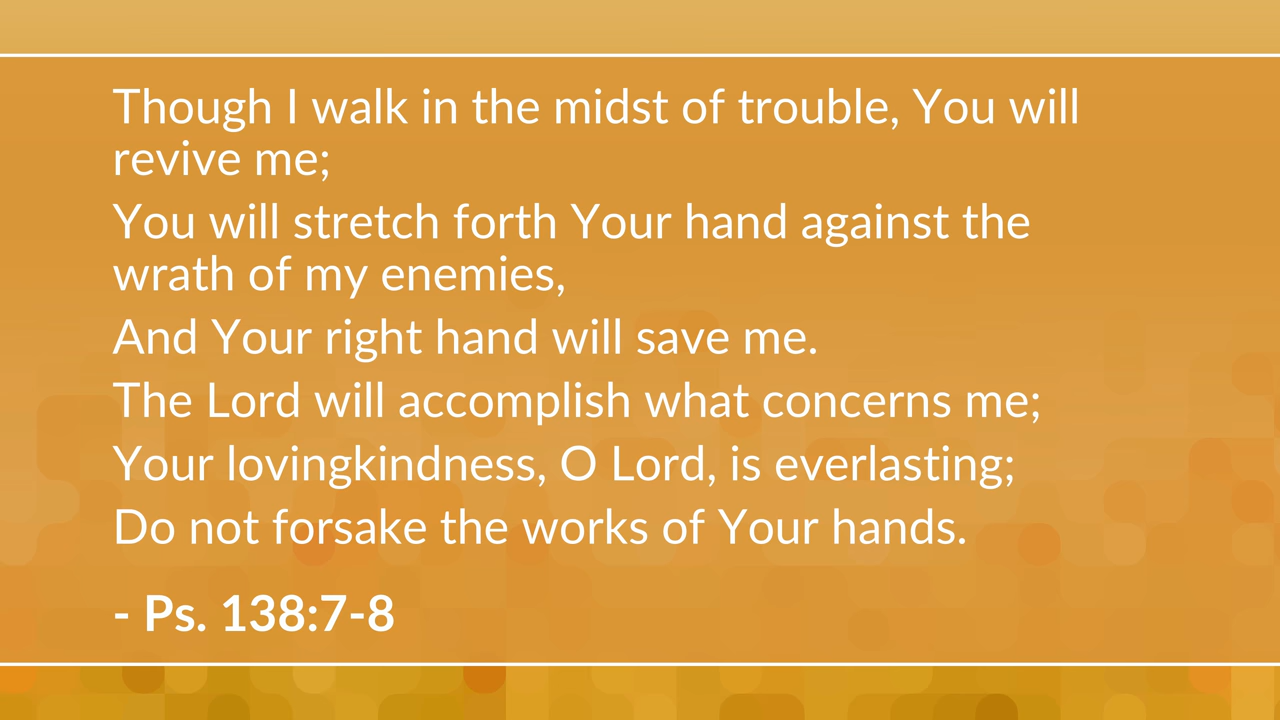 Though I walk in the midst of trouble, You will
revive me;
You will stretch forth Your hand against the
wrath of my enemies,
And Your right hand will save me.
The Lord will accomplish what concerns me;
Your lovingkindness, O Lord, is everlasting;
Do not forsake the works of Your hands.
- Ps. 138:7-8